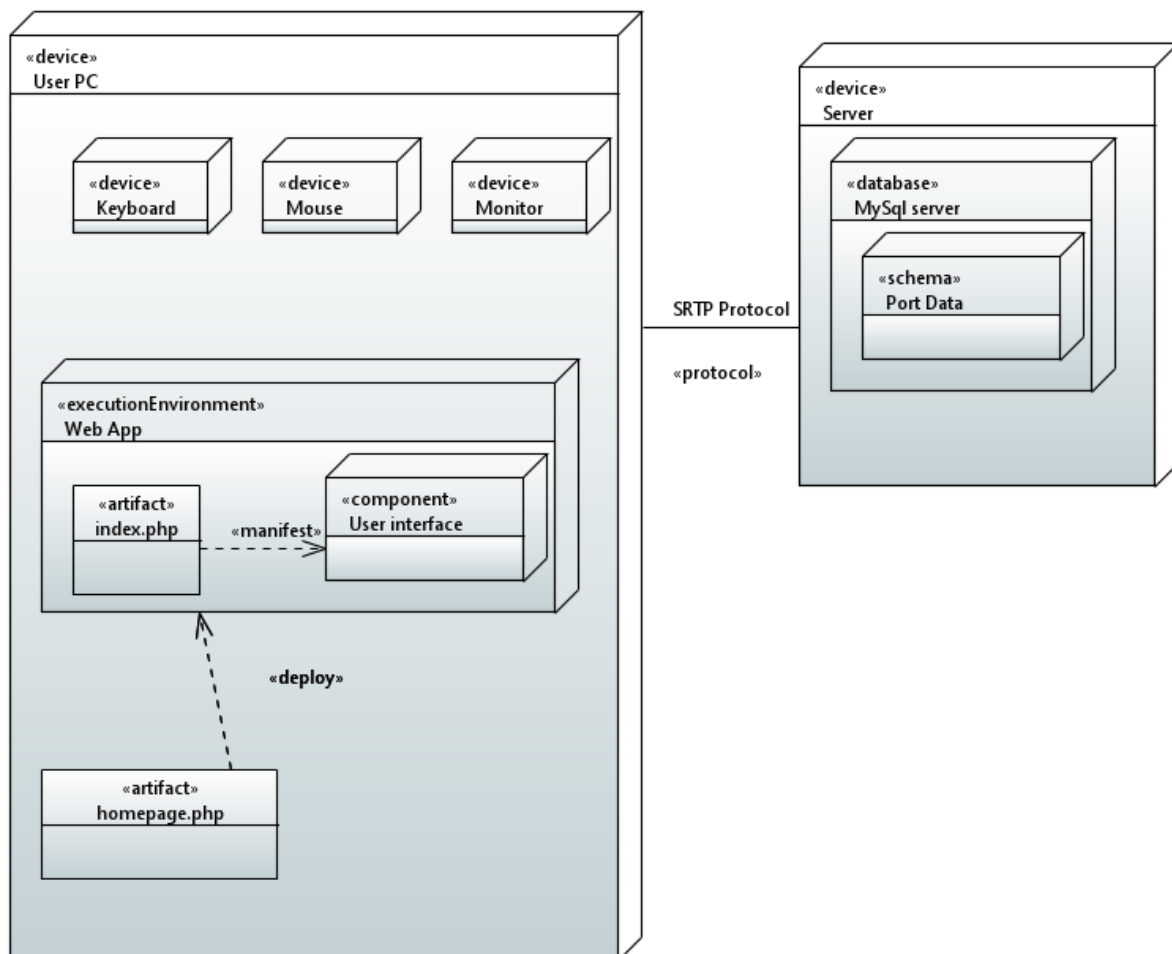 «device»
User PC
«device»
Keyboard
«device»
Mouse
«device»
Monitor
«executionEnvironment»
Web App
«artifact»
index.php
«manifest»
«component»
User interface
«deploy»
«artifact»
homepage.php
SRTP Protocol
«protocol»
«device»
Server
«database»
MySql server
«schema»
Port Data